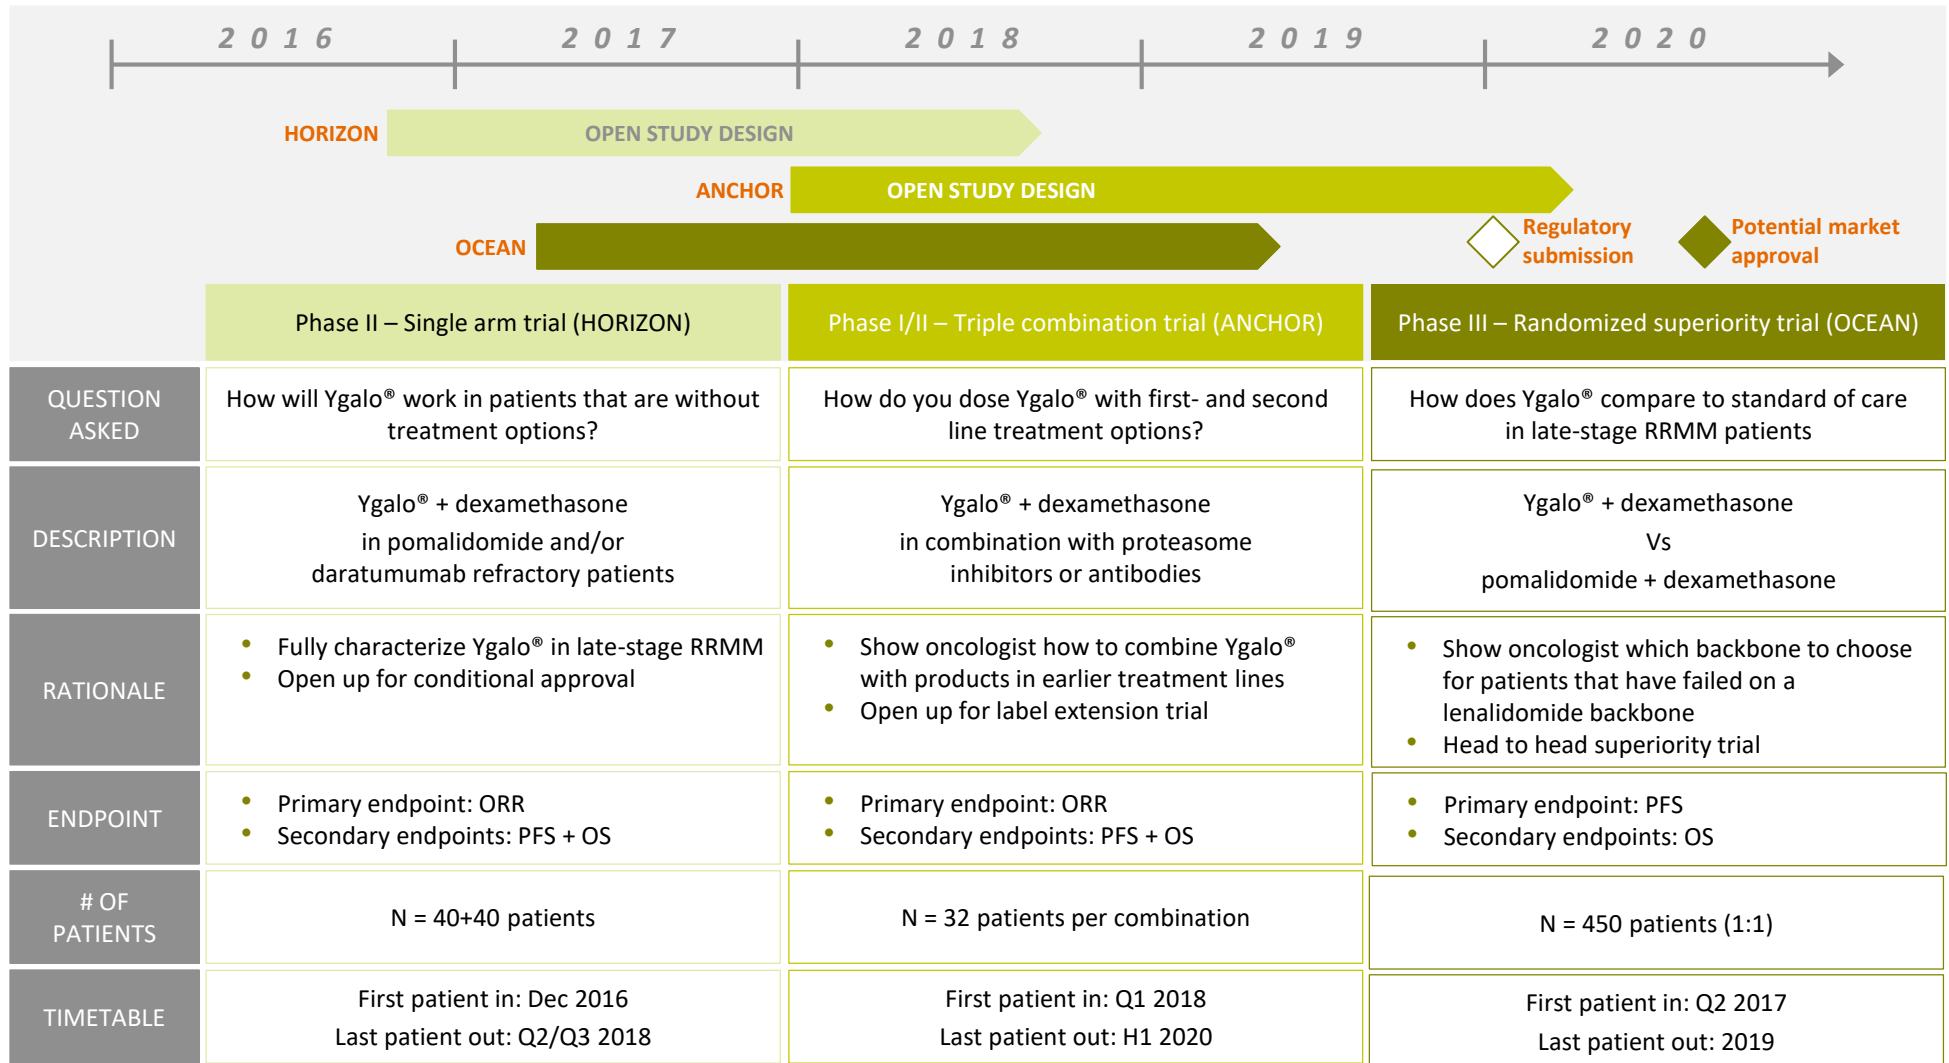 2016 2017 2018 2019 2020
HORIZON OPEN STUDY DESIGN
ANCHOR OPEN STUDY DESIGN
OCEAN
Regulatory
submission
Potential market
approval
Phase II – Single arm trial (HORIZON)
Phase I/II – Triple combination trial (ANCHOR)
Phase III – Randomized superiority trial (OCEAN)
QUESTION
ASKED
How will Ygalo® work in patients that are without
treatment options?
How do you dose Ygalo® with first- and second
line treatment options?
How does Ygalo® compare to standard of care
in late-stage RRMM patients
DESCRIPTION
Ygalo® + dexamethasone
in pomalidomide and/or
daratumumab refractory patients
Ygalo® + dexamethasone
in combination with proteasome
inhibitors or antibodies
Ygalo® + dexamethasone
Vs
pomalidomide + dexamethasone
RATIONALE
• Fully characterize Ygalo® in late-stage RRMM
• Open up for conditional approval
• Show oncologist how to combine Ygalo®
with products in earlier treatment lines
• Open up for label extension trial
• Show oncologist which backbone to choose
for patients that have failed on a
lenalidomide backbone
• Head to head superiority trial
ENDPOINT
• Primary endpoint: ORR
• Secondary endpoints: PFS + OS
• Primary endpoint: ORR
• Secondary endpoints: PFS + OS
• Primary endpoint: PFS
• Secondary endpoints: OS
# OF
PATIENTS
N = 40+40 patients
N = 32 patients per combination
N = 450 patients (1:1)
TIMETABLE
First patient in: Dec 2016
Last patient out: Q2/Q3 2018
First patient in: Q1 2018
Last patient out: H1 2020
First patient in: Q2 2017
Last patient out: 2019